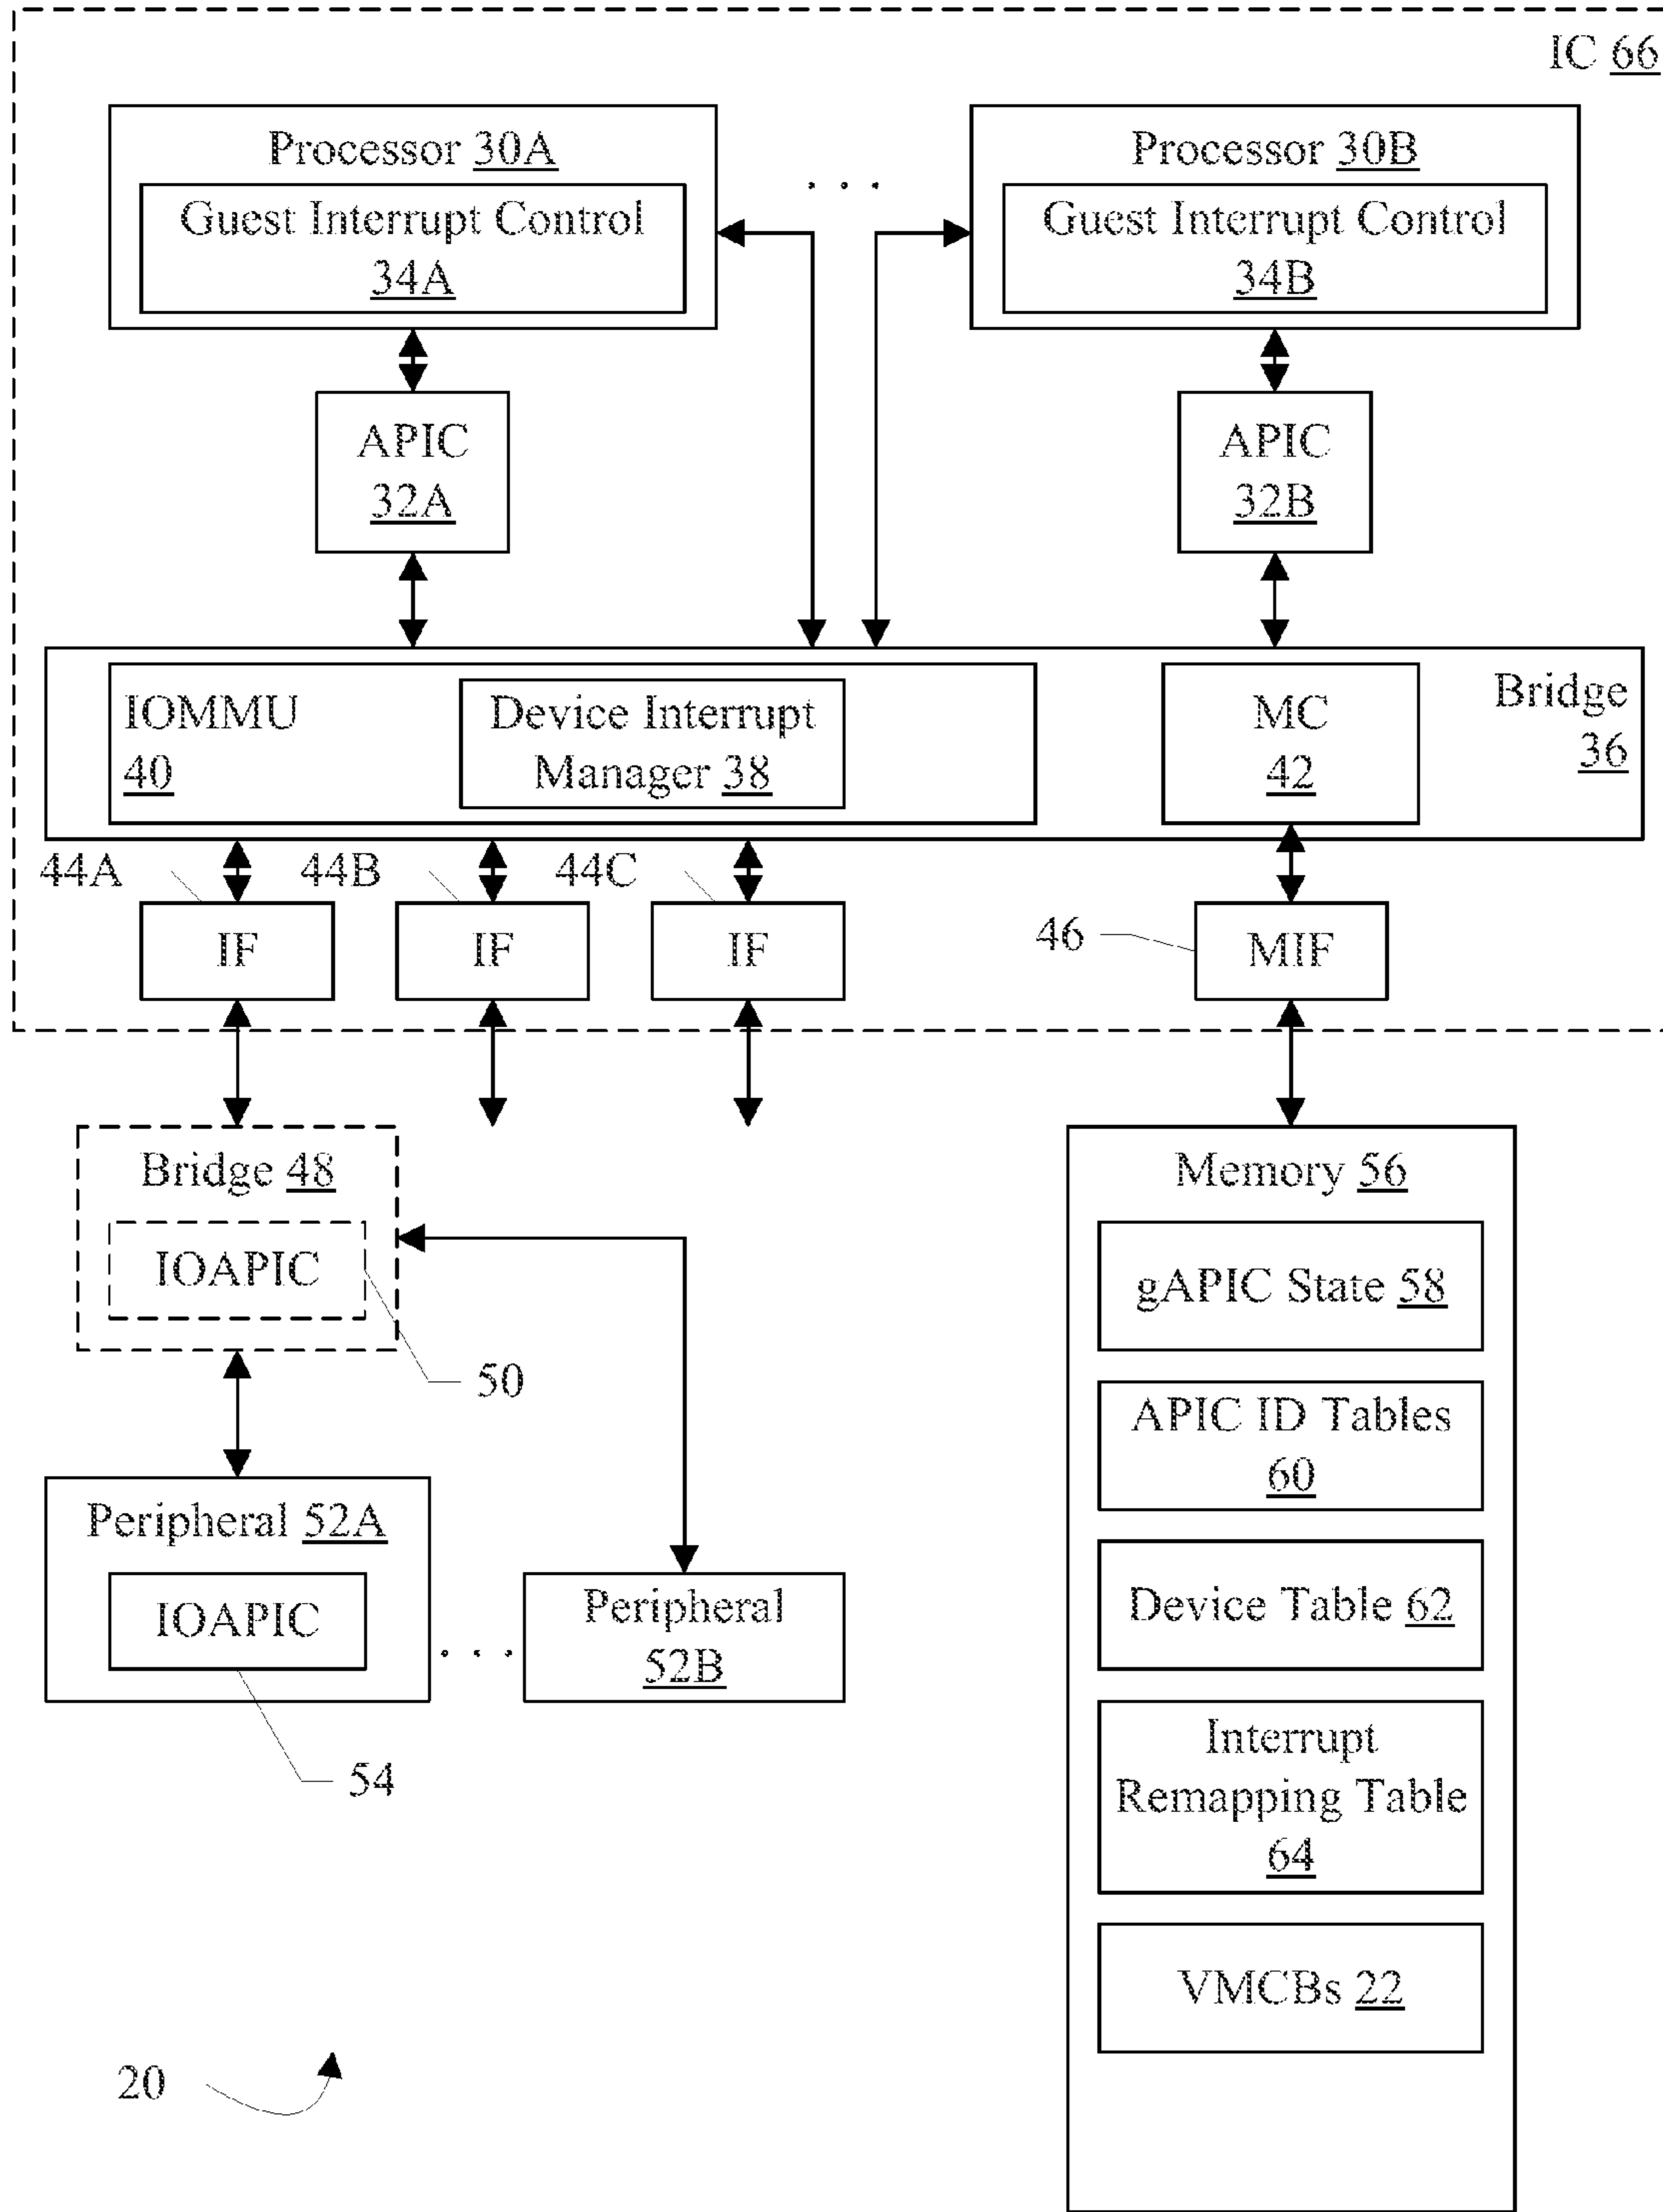 IC 66
Processor 30A
Guest Interrupt Control
34A
. . .
Processor 30B
Guest Interrupt Control
34B
APIC
32A
APIC
32B
IOMMU
40
Device Interrupt
Manager 38
MC
42
Bridge
36
44A
44B
44C
IF
IF
IF
46
MIF
Bridge 48
IOAPIC
50
Peripheral 52A
IOAPIC
54
. . .
Peripheral
52B
Memory 56
gAPIC State 58
APIC ID Tables
60
Device Table 62
Interrupt
Remapping Table
64
VMCBs 22
20